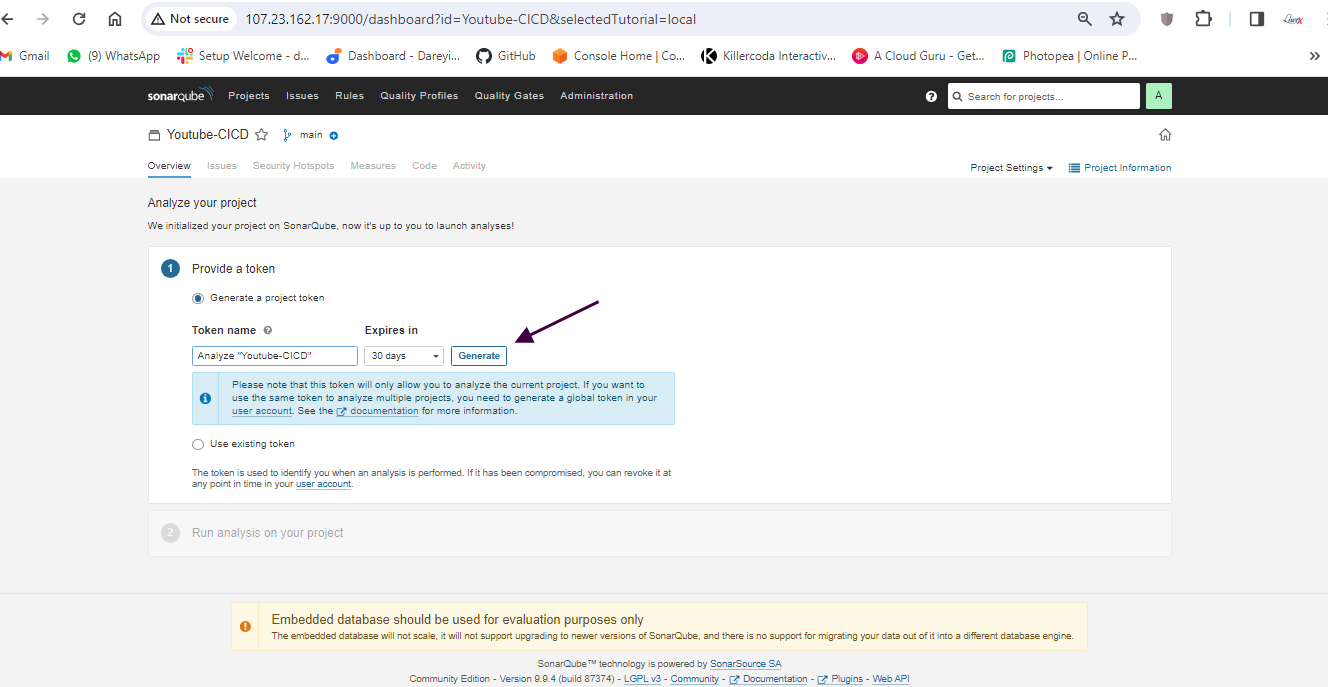 Not secure 107.23.162.17:9000/dashboard?id=Youtube-CICD&selectedTutorial=local
Gmail (9) WhatsApp Setup Welcome - d... Dashboard - Dareyi... GitHub Console Home | Co... Killercoda Interactiv... A Cloud Guru - Get... Photopea | Online P... »
sonarqube Projects Issues Rules Quality Profiles Quality Gates Administration ? Search for projects... A
Youtube-CICD main
Overview Issues Security Hotspots Measures Code Activity Project Settings Project Information
Analyze your project
We initialized your project on SonarQube, now it's up to you to launch analyses!
1 Provide a token
Generate a project token
Token name ? Expires in
Analyze "Youtube-CICD" 30 days Generate
Please note that this token will only allow you to analyze the current project. If you want to
use the same token to analyze multiple projects, you need to generate a global token in your
user account. See the documentation for more information.
Use existing token
The token is used to identify you when an analysis is performed. If it has been compromised, you can revoke it at
any point in time in your user account.
2 Run analysis on your project
Embedded database should be used for evaluation purposes only
The embedded database will not scale, it will not support upgrading to newer versions of SonarQube, and there is no support for migrating your data out of it into a different database engine.
SonarQube™ technology is powered by SonarSource SA
Community Edition - Version 9.9.4 (build 87374) - LGPL v3 - Community - Documentation - Plugins - Web API